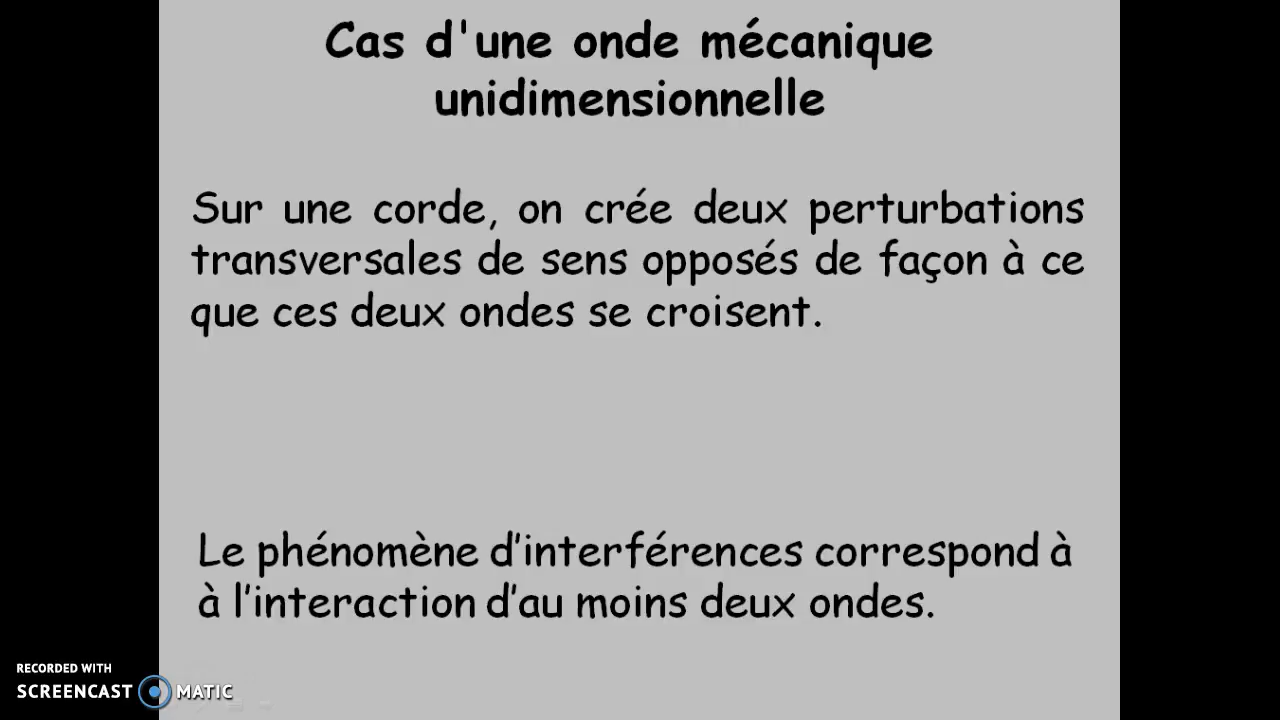 Cas d'une onde mécanique
unidimensionnelle
Sur une corde, on crée deux perturbations
transversales de sens opposés de façon à ce
que ces deux ondes se croisent.
Le phénomène d’interférences correspond à
à l’interaction d’au moins deux ondes.
RECORDED WITH
SCREENCAST MATIC